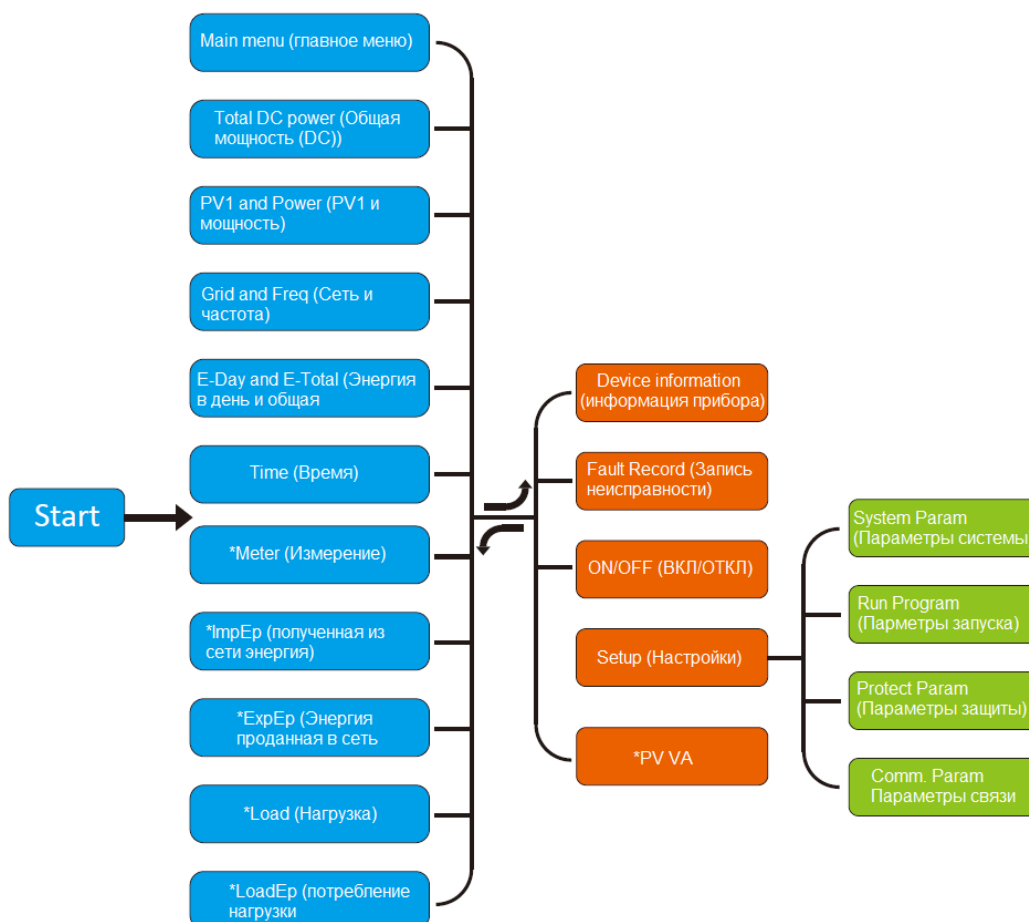 Main menu (главное меню)
Total DC power (Общая
мощность (DC))
PV1 and Power (PV1 и
мощность)
Grid and Freq (Сеть и
частота)
E-Day and E-Total (Энергия
в день и общая
Time (Время)
Start
*Meter (Измерение)
*ImpEp (полученная из
сети энергия)
*ExpEp (Энергия
проданная в сеть
*Load (Нагрузка)
*LoadEp (потребление
нагрузки
Device information
(информация прибора)
Fault Record (Запись
неисправности)
ON/OFF (ВКЛ/ОТКЛ)
Setup (Настройки)
*PV VA
System Param
(Параметры системы
Run Program
(Парметры запуска)
Protect Param
(Параметры защиты)
Comm. Param
Параметры связи